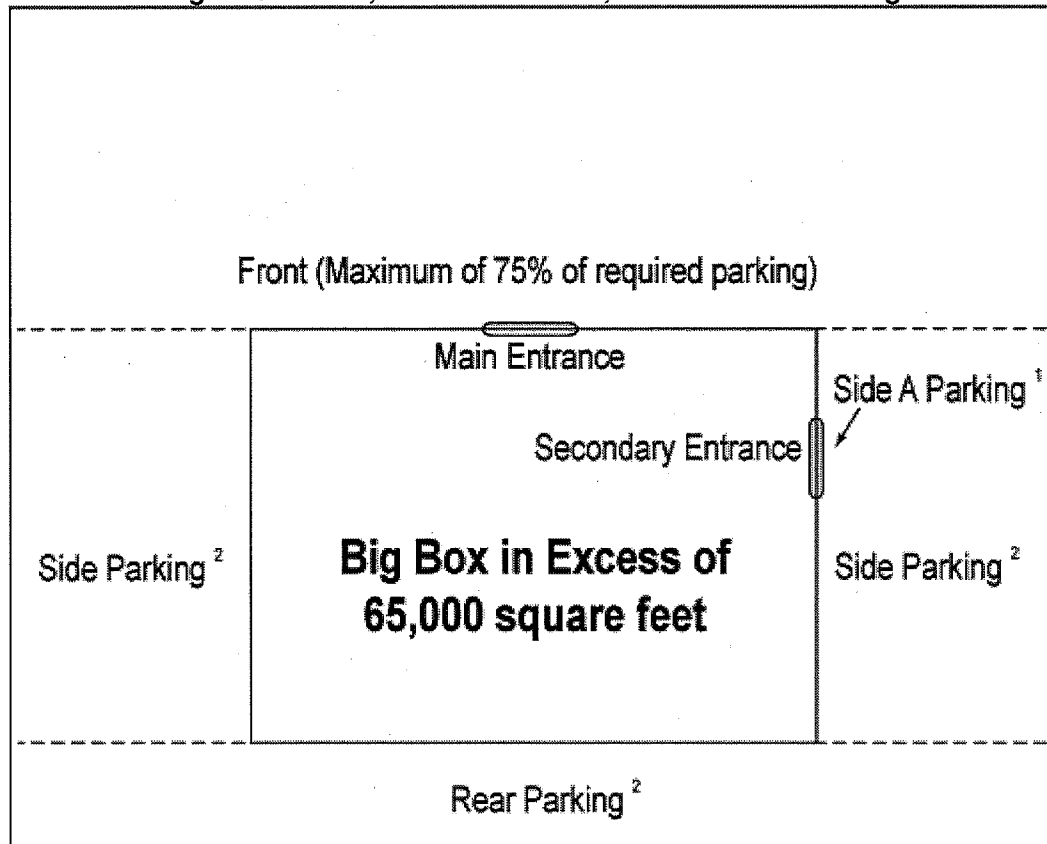 Front (Maximum of 75% of required parking)
Main Entrance
Side A Parking 1
Secondary Entrance
Side Parking 2
Big Box in Excess of
65,000 square feet
Side Parking 2
Rear Parking 2